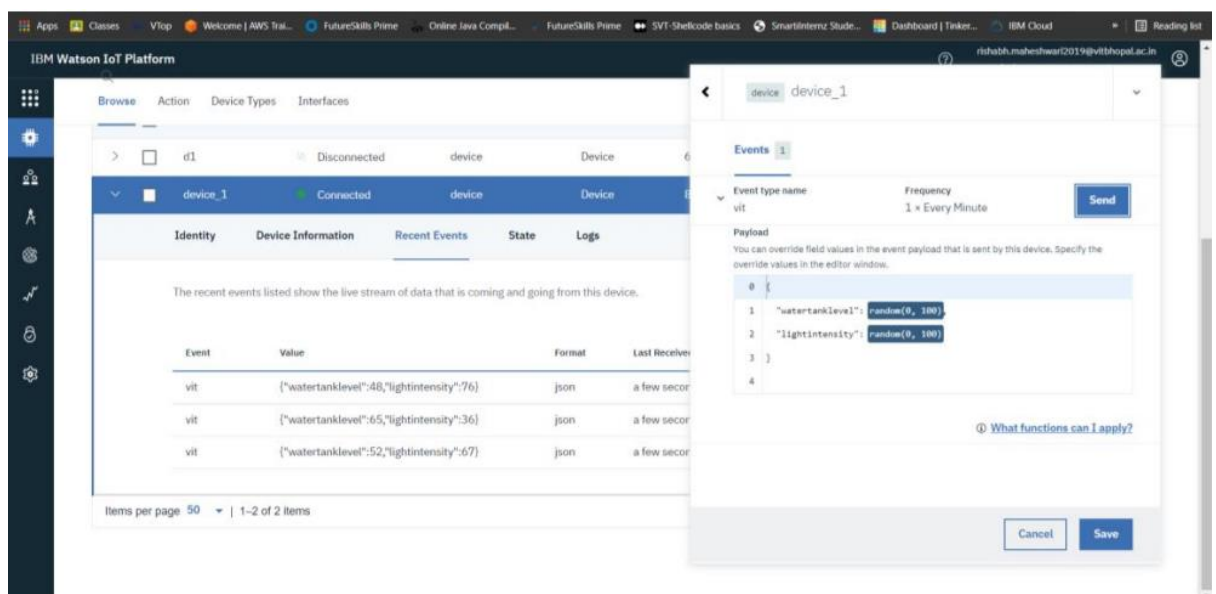 Apps Classes VTop Welcome | AWS Trai... FutureSkills Prime Online Java Compil... FutureSkills Prime SVT-Shellcode basics SmartiInternz Stude... Dashboard | Tinker... IBM Cloud » Reading list
IBM Watson IoT Platform
rishabh.maheshwari2019@vitbhopal.ac.in
Browse Action Device Types Interfaces
d1 Disconnected device Device 6
device_1 Connected device Device 8
Identity Device Information Recent Events State Logs
The recent events listed show the live stream of data that is coming and going from this device.
Event Value Format Last Receive
vit {"watertanklevel":48,"lightintensity":76} json a few secon
vit {"watertanklevel":65,"lightintensity":36} json a few secon
vit {"watertanklevel":52,"lightintensity":67} json a few secon
Items per page 50 | 1–2 of 2 items
device device_1
Events 1
Event type name Frequency
vit 1 × Every Minute
Send
Payload
You can override field values in the event payload that is sent by this device. Specify the
override values in the editor window.
0 {
1 "watertanklevel": random(0, 100),
2 "lightintensity": random(0, 100)
3 }
4
What functions can I apply?
Cancel Save